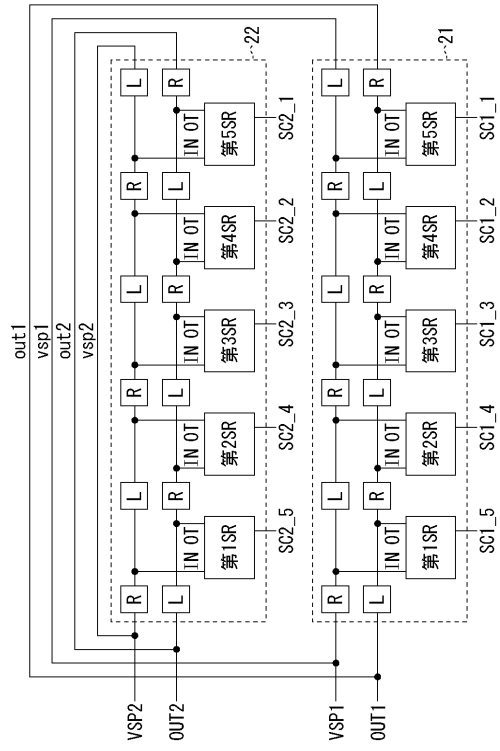 out1
vsp1
out2
vsp2
VSP2 R L R L R L
OUT2 L R L R L R
IN OT IN OT IN OT IN OT IN OT
第1SR 第2SR 第3SR 第4SR 第5SR
22
SC2_5 SC2_4 SC2_3 SC2_2 SC2_1
VSP1 R L R L R L
OUT1 L R L R L R
IN OT IN OT IN OT IN OT IN OT
第1SR 第2SR 第3SR 第4SR 第5SR
21
SC1_5 SC1_4 SC1_3 SC1_2 SC1_1